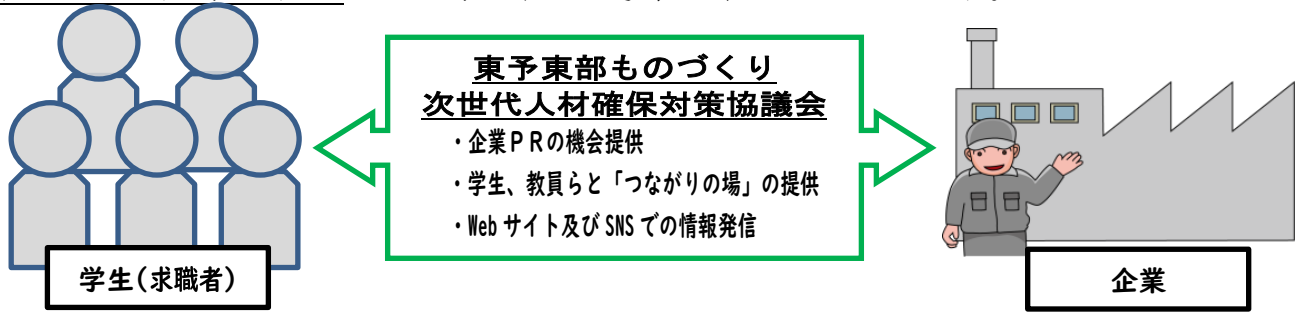 東予東部ものづくり
次世代人材確保対策協議会
・企業ＰＲの機会提供
・学生、教員らと「つながりの場」の提供
・Webサイト及びSNSでの情報発信
学生(求職者)
企業